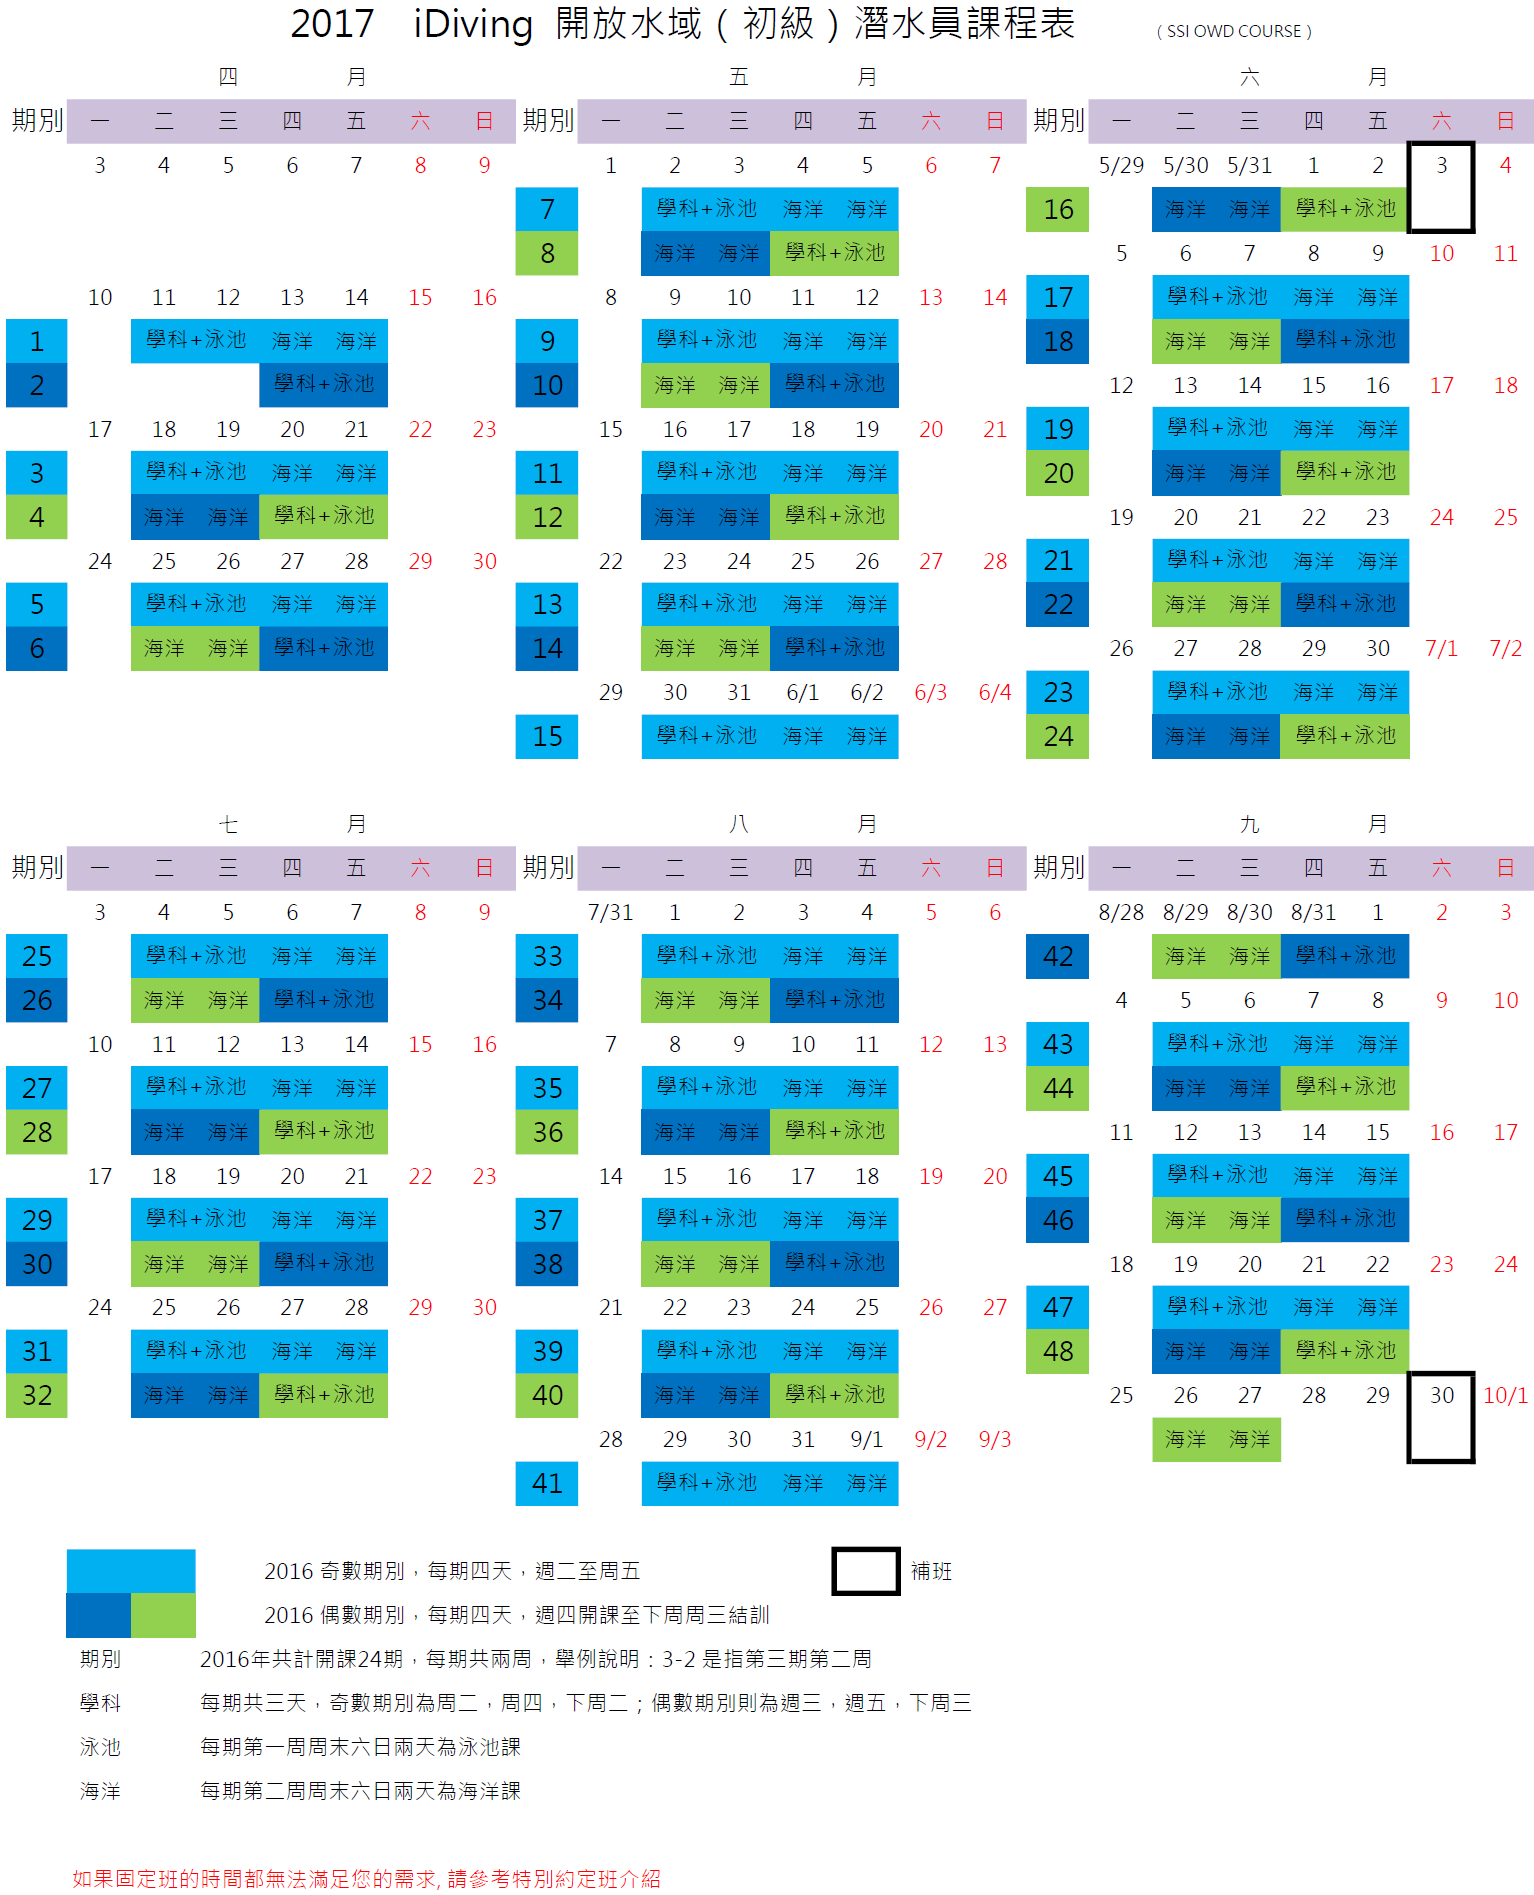 2017 iDiving 開放水域（初級）潛水員課程表 （SSI OWD COURSE）
四 月
期別 一 二 三 四 五 六 日
3 4 5 6 7 8 9
10 11 12 13 14 15 16
1 學科+泳池 海洋 海洋
2 學科+泳池
17 18 19 20 21 22 23
3 學科+泳池 海洋 海洋
4 海洋 海洋 學科+泳池
24 25 26 27 28 29 30
5 學科+泳池 海洋 海洋
6 海洋 海洋 學科+泳池
五 月
期別 一 二 三 四 五 六 日
1 2 3 4 5 6 7
7 學科+泳池 海洋 海洋
8 海洋 海洋 學科+泳池
8 9 10 11 12 13 14
9 學科+泳池 海洋 海洋
10 海洋 海洋 學科+泳池
15 16 17 18 19 20 21
11 學科+泳池 海洋 海洋
12 海洋 海洋 學科+泳池
22 23 24 25 26 27 28
13 學科+泳池 海洋 海洋
14 海洋 海洋 學科+泳池
29 30 31 6/1 6/2 6/3 6/4
15 學科+泳池 海洋 海洋
六 月
期別 一 二 三 四 五 六 日
5/29 5/30 5/31 1 2 3 4
16 海洋 海洋 學科+泳池
5 6 7 8 9 10 11
17 學科+泳池 海洋 海洋
18 海洋 海洋 學科+泳池
12 13 14 15 16 17 18
19 學科+泳池 海洋 海洋
20 海洋 海洋 學科+泳池
19 20 21 22 23 24 25
21 學科+泳池 海洋 海洋
22 海洋 海洋 學科+泳池
26 27 28 29 30 7/1 7/2
23 學科+泳池 海洋 海洋
24 海洋 海洋 學科+泳池
七 月
期別 一 二 三 四 五 六 日
3 4 5 6 7 8 9
25 學科+泳池 海洋 海洋
26 海洋 海洋 學科+泳池
10 11 12 13 14 15 16
27 學科+泳池 海洋 海洋
28 海洋 海洋 學科+泳池
17 18 19 20 21 22 23
29 學科+泳池 海洋 海洋
30 海洋 海洋 學科+泳池
24 25 26 27 28 29 30
31 學科+泳池 海洋 海洋
32 海洋 海洋 學科+泳池
八 月
期別 一 二 三 四 五 六 日
7/31 1 2 3 4 5 6
33 學科+泳池 海洋 海洋
34 海洋 海洋 學科+泳池
7 8 9 10 11 12 13
35 學科+泳池 海洋 海洋
36 海洋 海洋 學科+泳池
14 15 16 17 18 19 20
37 學科+泳池 海洋 海洋
38 海洋 海洋 學科+泳池
21 22 23 24 25 26 27
39 學科+泳池 海洋 海洋
40 海洋 海洋 學科+泳池
28 29 30 31 9/1 9/2 9/3
41 學科+泳池 海洋 海洋
九 月
期別 一 二 三 四 五 六 日
8/28 8/29 8/30 8/31 1 2 3
42 海洋 海洋 學科+泳池
4 5 6 7 8 9 10
43 學科+泳池 海洋 海洋
44 海洋 海洋 學科+泳池
11 12 13 14 15 16 17
45 學科+泳池 海洋 海洋
46 海洋 海洋 學科+泳池
18 19 20 21 22 23 24
47 學科+泳池 海洋 海洋
48 海洋 海洋 學科+泳池
25 26 27 28 29 30 10/1
海洋 海洋
2016 奇數期別，每期四天，週二至周五 補班
2016 偶數期別，每期四天，週四開課至下周周三結訓
期別 2016年共計開課24期，每期共兩周，舉例說明：3-2 是指第三期第二周
學科 每期共三天，奇數期別為周二，周四，下周二；偶數期別則為週三，週五，下周三
泳池 每期第一周周末六日兩天為泳池課
海洋 每期第二周周末六日兩天為海洋課
如果固定班的時間都無法滿足您的需求, 請參考特別約定班介紹